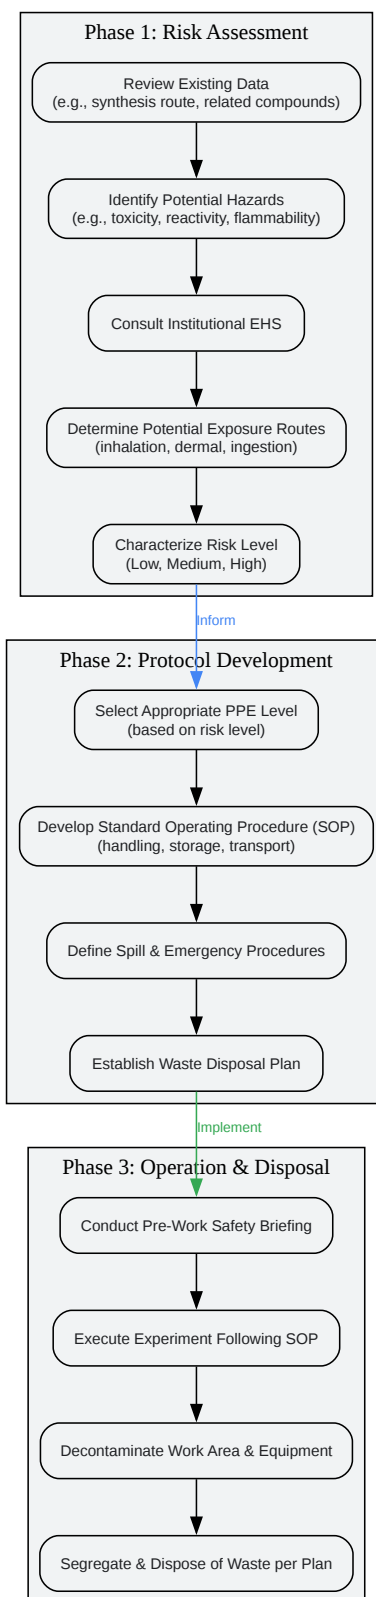 Phase 1: Risk Assessment
Review Existing Data
(e.g., synthesis route, related compounds)
Identify Potential Hazards
(e.g., toxicity, reactivity, flammability)
Consult Institutional EHS
Determine Potential Exposure Routes
(inhalation, dermal, ingestion)
Characterize Risk Level
(Low, Medium, High)
Inform
Phase 2: Protocol Development
Select Appropriate PPE Level
(based on risk level)
Develop Standard Operating Procedure (SOP)
(handling, storage, transport)
Define Spill & Emergency Procedures
Establish Waste Disposal Plan
Implement
Phase 3: Operation & Disposal
Conduct Pre-Work Safety Briefing
Execute Experiment Following SOP
Decontaminate Work Area & Equipment
Segregate & Dispose of Waste per Plan